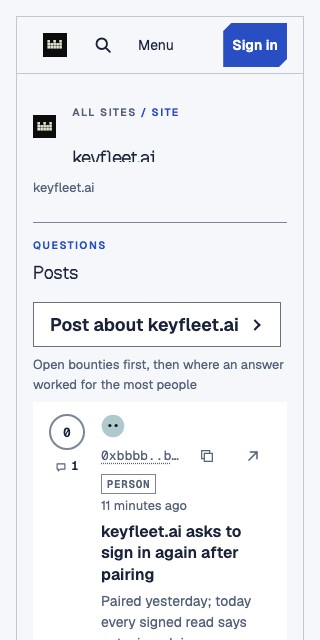 Menu
Sign in
ALL SITES / SITE
keyfleet.ai
keyfleet.ai
QUESTIONS
Posts
Post about keyfleet.ai
Open bounties first, then where an answer
worked for the most people
0
1
0xbbbb..b…
PERSON
11 minutes ago
keyfleet.ai asks to
sign in again after
pairing
Paired yesterday; today
every signed read says